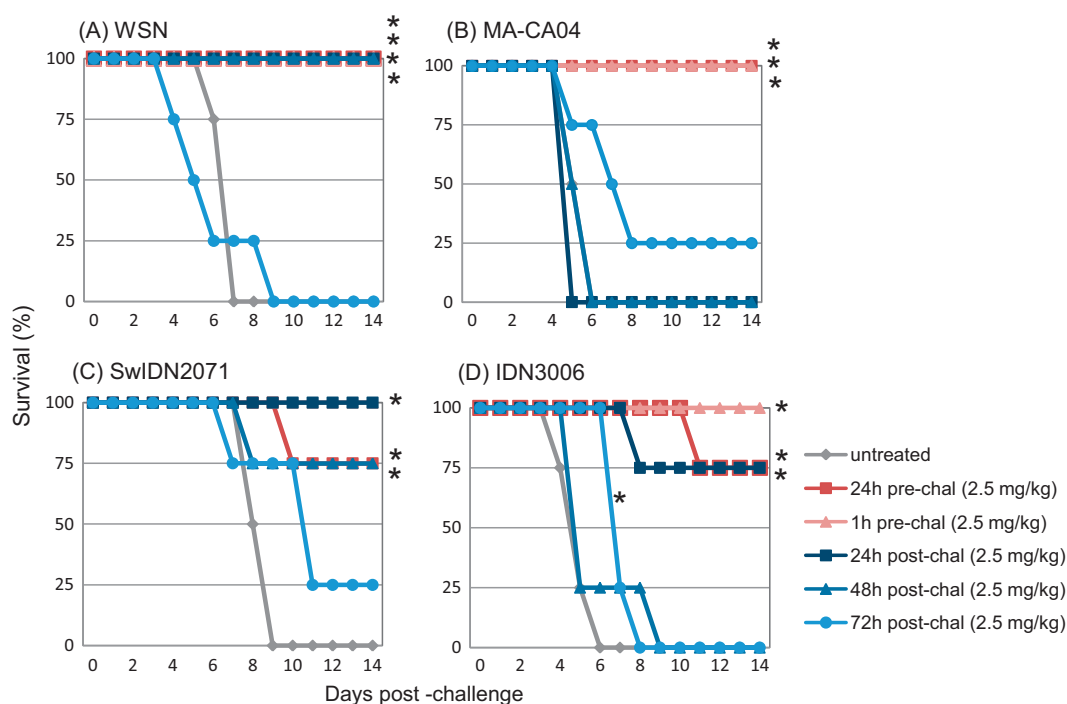 (A) WSN
100
75
50
25
0
0 2 4 6 8 10 12 14
*
*
*
*
(B) MA-CA04
100
75
50
25
0
0 2 4 6 8 10 12 14
*
*
*
Survival (%)
(C) SwIDN2071
100
75
50
25
0
0 2 4 6 8 10 12 14
*
*
*
(D) IDN3006
100
75
50
25
0
0 2 4 6 8 10 12 14
*
*
*
*
Days post -challenge
untreated
24h pre-chal (2.5 mg/kg)
1h pre-chal (2.5 mg/kg)
24h post-chal (2.5 mg/kg)
48h post-chal (2.5 mg/kg)
72h post-chal (2.5 mg/kg)